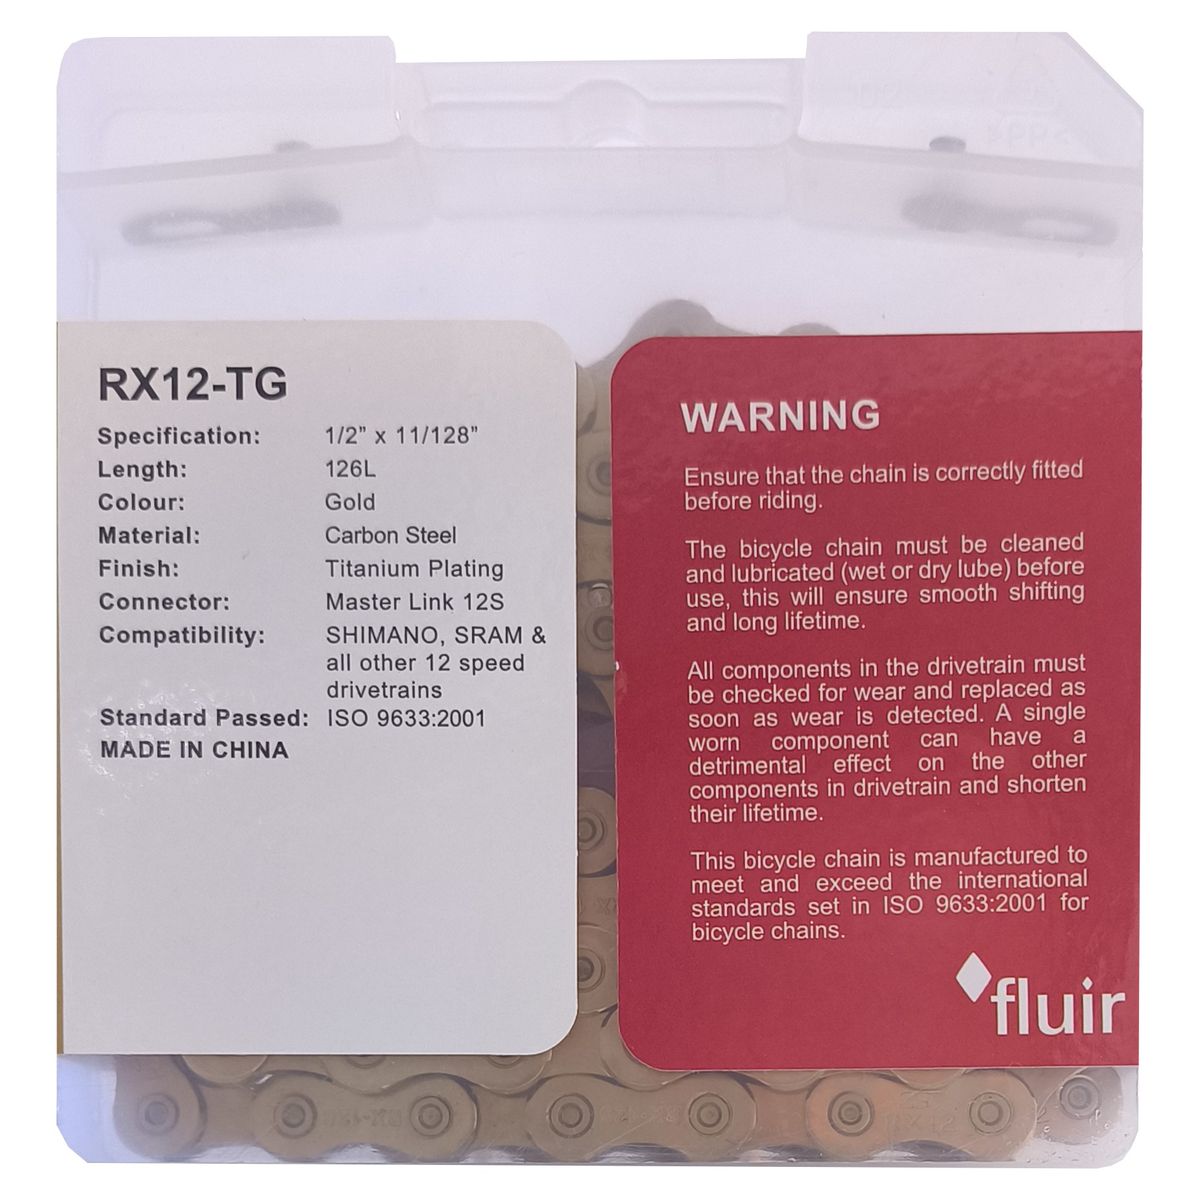 RX12-TG
Specification: 1/2” x 11/128”
Length: 126L
Colour: Gold
Material: Carbon Steel
Finish: Titanium Plating
Connector: Master Link 12S
Compatibility: SHIMANO, SRAM &
all other 12 speed
drivetrains
Standard Passed: ISO 9633:2001
MADE IN CHINA
WARNING
Ensure that the chain is correctly fitted
before riding.
The bicycle chain must be cleaned
and lubricated (wet or dry lube) before
use, this will ensure smooth shifting
and long lifetime.
All components in the drivetrain must
be checked for wear and replaced as
soon as wear is detected. A single
worn component can have a
detrimental effect on the other
components in drivetrain and shorten
their lifetime.
This bicycle chain is manufactured to
meet and exceed the international
standards set in ISO 9633:2001 for
bicycle chains.
fluir
RX12